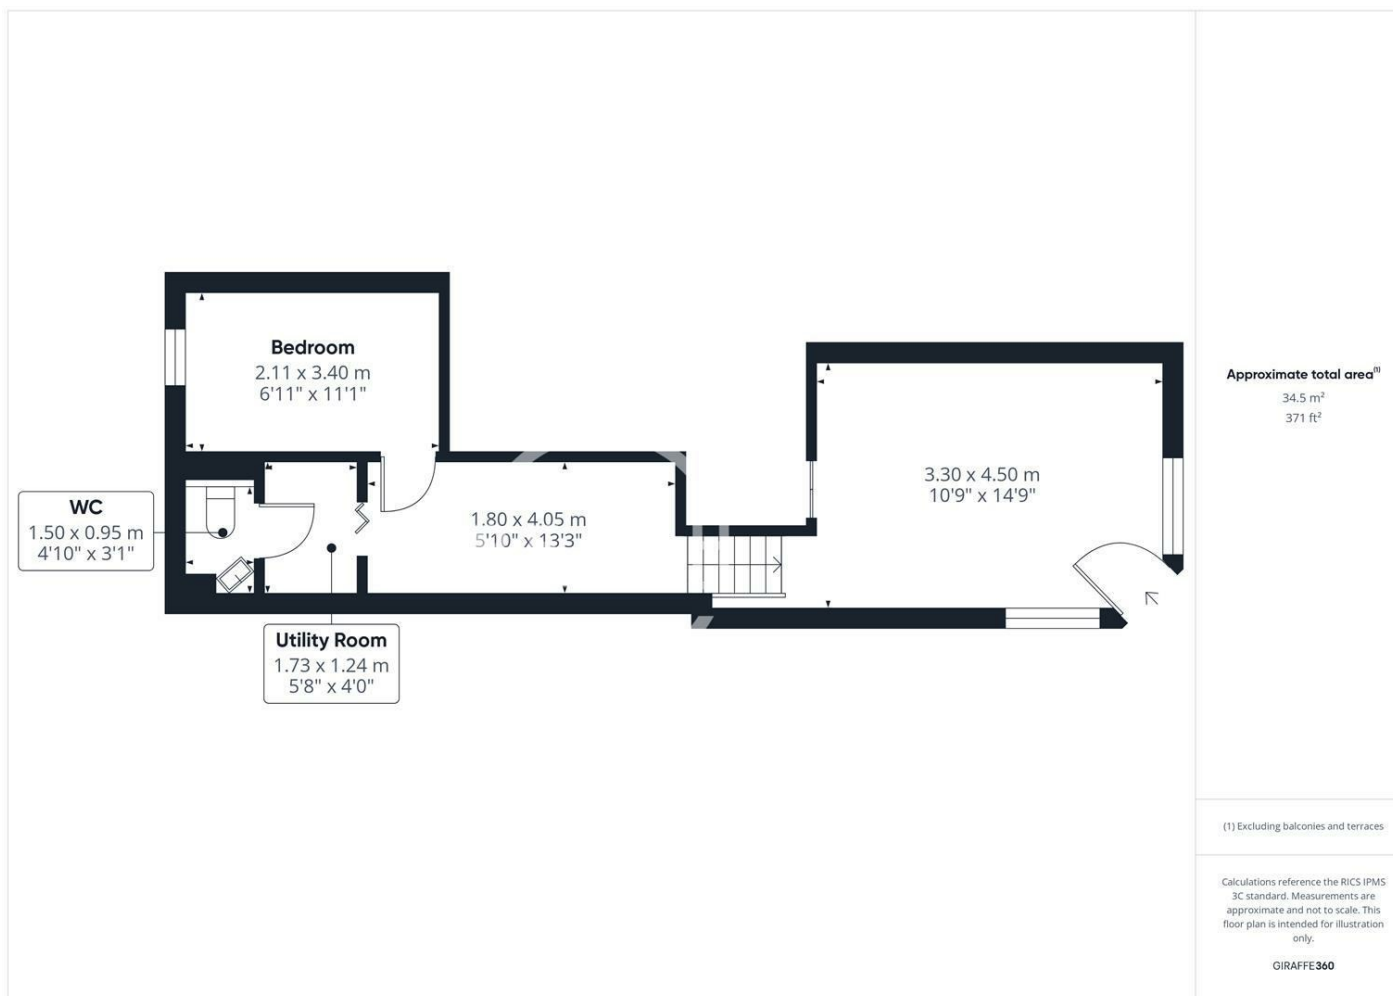 Bedroom
2.11 x 3.40 m
6'11" x 11'1"
WC
1.50 x 0.95 m
4'10" x 3'1"
1.80 x 4.05 m
5'10" x 13'3"
3.30 x 4.50 m
10'9" x 14'9"
Utility Room
1.73 x 1.24 m
5'8" x 4'0"
Approximate total area(1)
34.5 m²
371 ft²
(1) Excluding balconies and terraces
Calculations reference the RICS IPMS
3C standard. Measurements are
approximate and not to scale. This
floor plan is intended for illustration
only.
GIRAFFE360